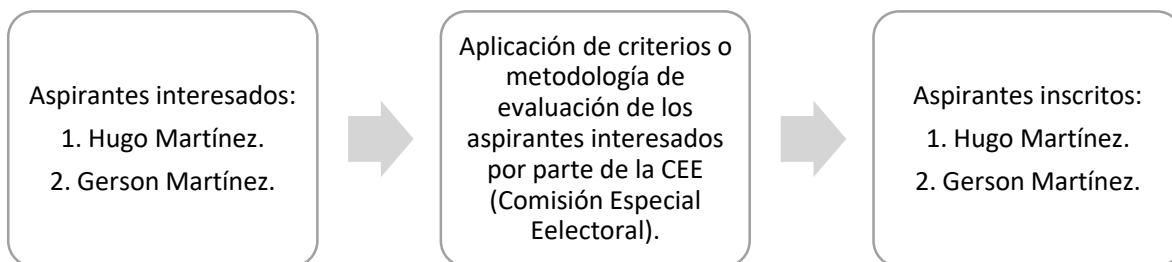 Aspirantes interesados:
1. Hugo Martínez.
2. Gerson Martínez.
Aplicación de criterios o
metodología de
evaluación de los
aspirantes interesados
por parte de la CEE
(Comisión Especial
Eelectoral).
Aspirantes inscritos:
1. Hugo Martínez.
2. Gerson Martínez.